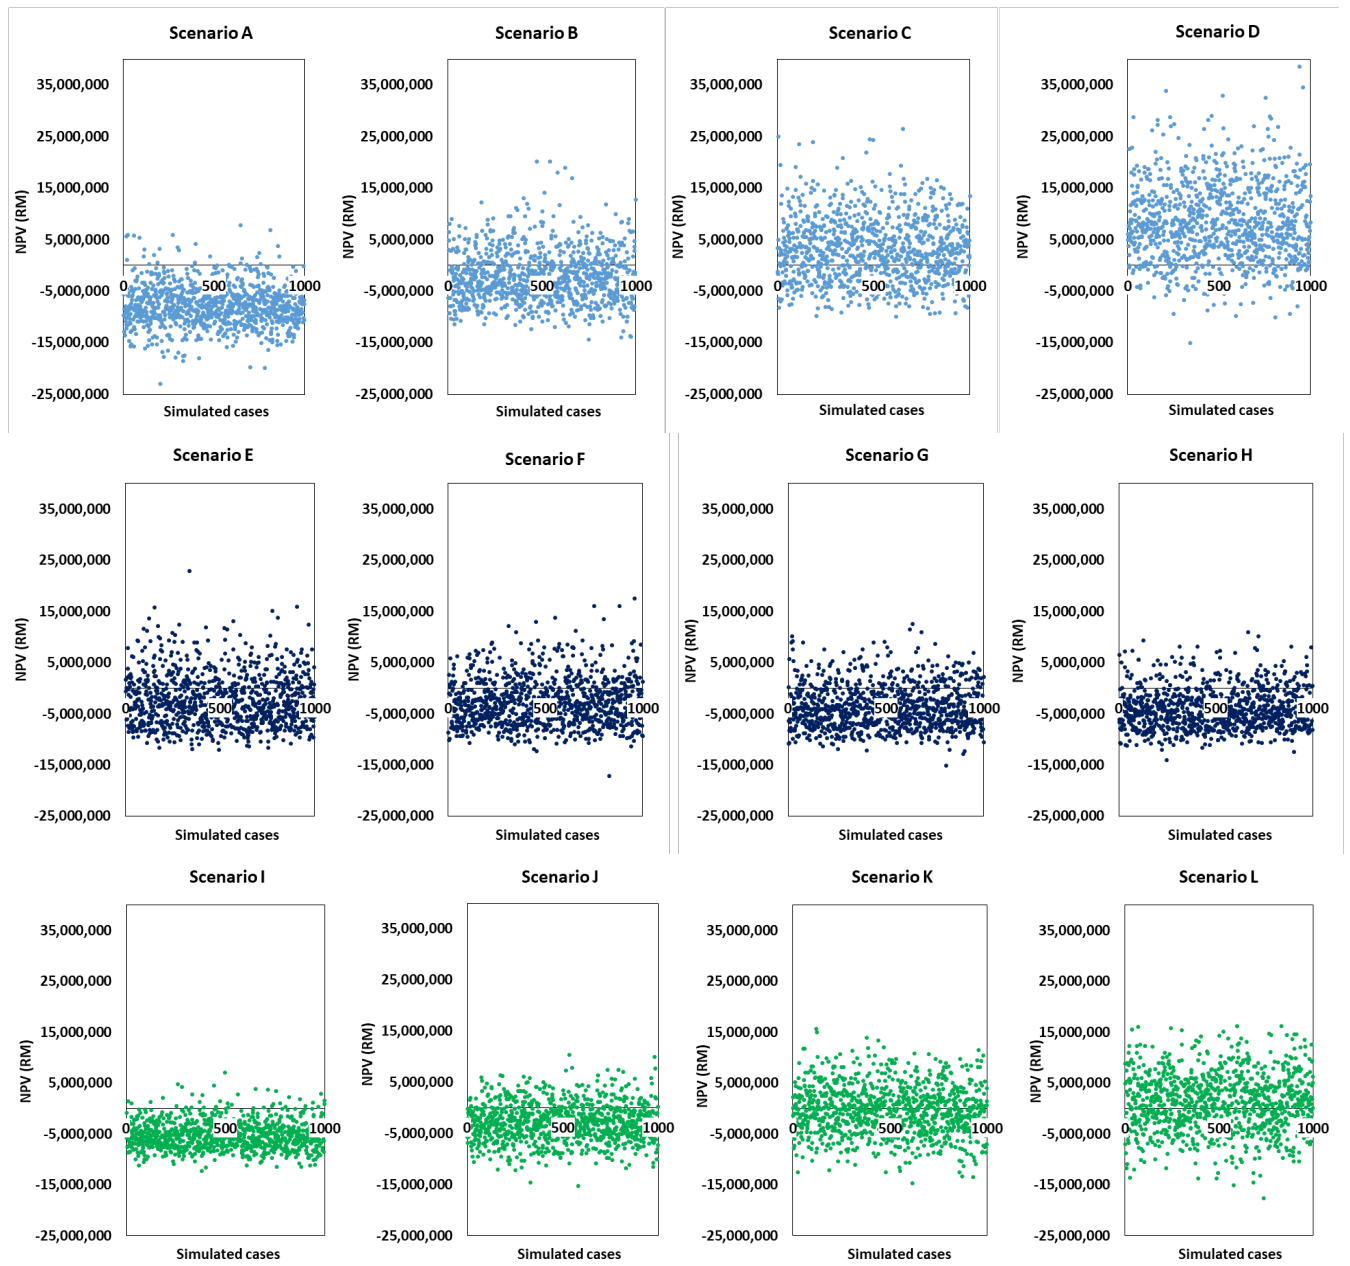 Scenario A
35,000,000
25,000,000
15,000,000
5,000,000
-5,000,000
-15,000,000
-25,000,000
NPV (RM)
0 500 1000
Simulated cases
Scenario B
35,000,000
25,000,000
15,000,000
5,000,000
-5,000,000
-15,000,000
-25,000,000
NPV (RM)
0 500 1000
Simulated cases
Scenario C
35,000,000
25,000,000
15,000,000
5,000,000
-5,000,000
-15,000,000
-25,000,000
NPV (RM)
0 500 1000
Simulated cases
Scenario D
35,000,000
25,000,000
15,000,000
5,000,000
-5,000,000
-15,000,000
-25,000,000
NPV (RM)
0 500 1000
Simulated cases
Scenario E
35,000,000
25,000,000
15,000,000
5,000,000
-5,000,000
-15,000,000
-25,000,000
NPV (RM)
0 500 1000
Simulated cases
Scenario F
35,000,000
25,000,000
15,000,000
5,000,000
-5,000,000
-15,000,000
-25,000,000
NPV (RM)
0 500 1000
Simulated cases
Scenario G
35,000,000
25,000,000
15,000,000
5,000,000
-5,000,000
-15,000,000
-25,000,000
NPV (RM)
0 500 1000
Simulated cases
Scenario H
35,000,000
25,000,000
15,000,000
5,000,000
-5,000,000
-15,000,000
-25,000,000
NPV (RM)
0 500 1000
Simulated cases
Scenario I
35,000,000
25,000,000
15,000,000
5,000,000
-5,000,000
-15,000,000
-25,000,000
NPV (RM)
0 500 1000
Simulated cases
Scenario J
35,000,000
25,000,000
15,000,000
5,000,000
-5,000,000
-15,000,000
-25,000,000
NPV (RM)
0 500 1000
Simulated cases
Scenario K
35,000,000
25,000,000
15,000,000
5,000,000
-5,000,000
-15,000,000
-25,000,000
NPV (RM)
0 500 1000
Simulated cases
Scenario L
35,000,000
25,000,000
15,000,000
5,000,000
-5,000,000
-15,000,000
-25,000,000
NPV (RM)
0 500 1000
Simulated cases